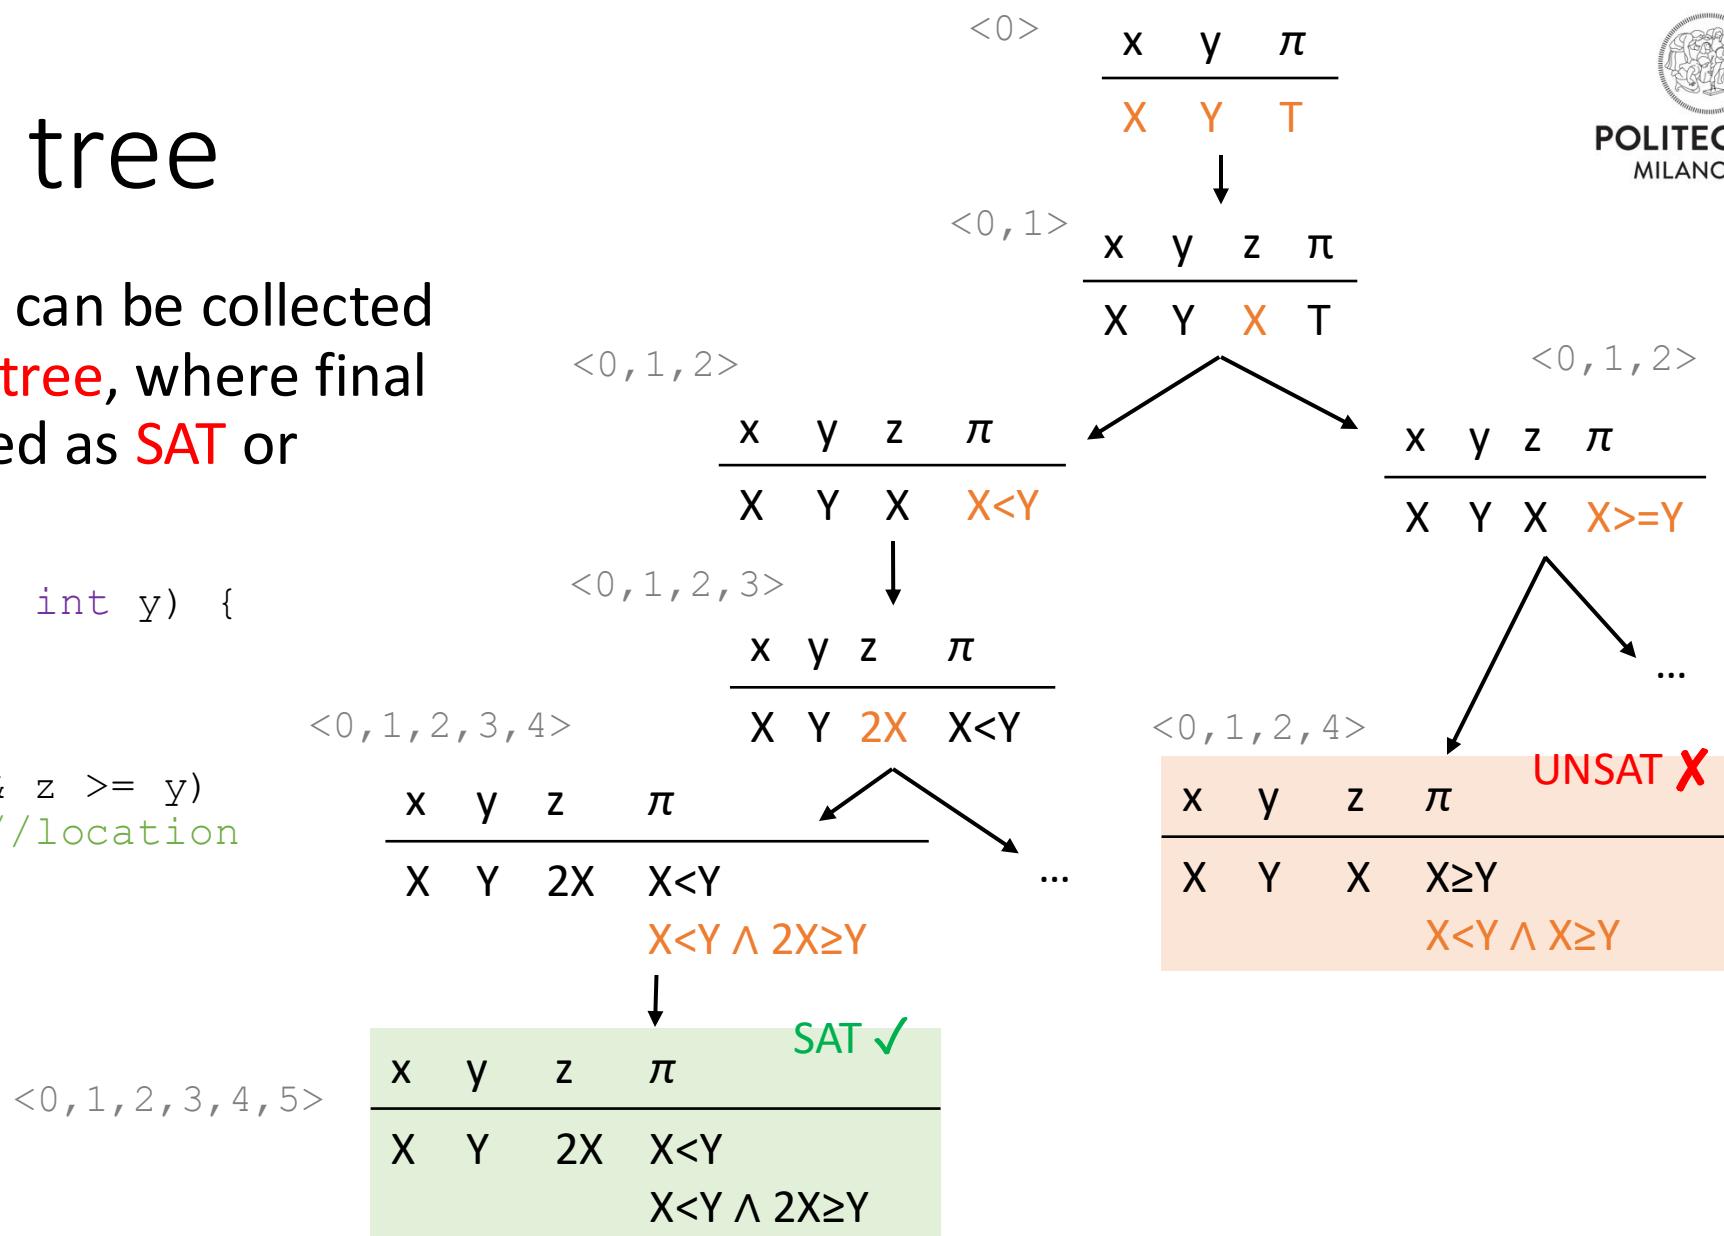 tree
can be collected
tree, where final
ed as SAT or
int y) {
z >= y)
//location
<0>
x y π
X Y T
<0,1>
x y z π
X Y X T
<0,1,2>
x y z π
X Y X X<Y
<0,1,2>
x y z π
X Y X X>=Y
<0,1,2,3>
x y z π
X Y 2X X<Y
...
<0,1,2,3,4>
x y z π
X Y 2X X<Y
X<Y ∧ 2X≥Y
...
<0,1,2,4>
UNSAT ✗
x y z π
X Y X X≥Y
X<Y ∧ X≥Y
<0,1,2,3,4,5>
SAT ✓
x y z π
X Y 2X X<Y
X<Y ∧ 2X≥Y
POLITEC
MILANO